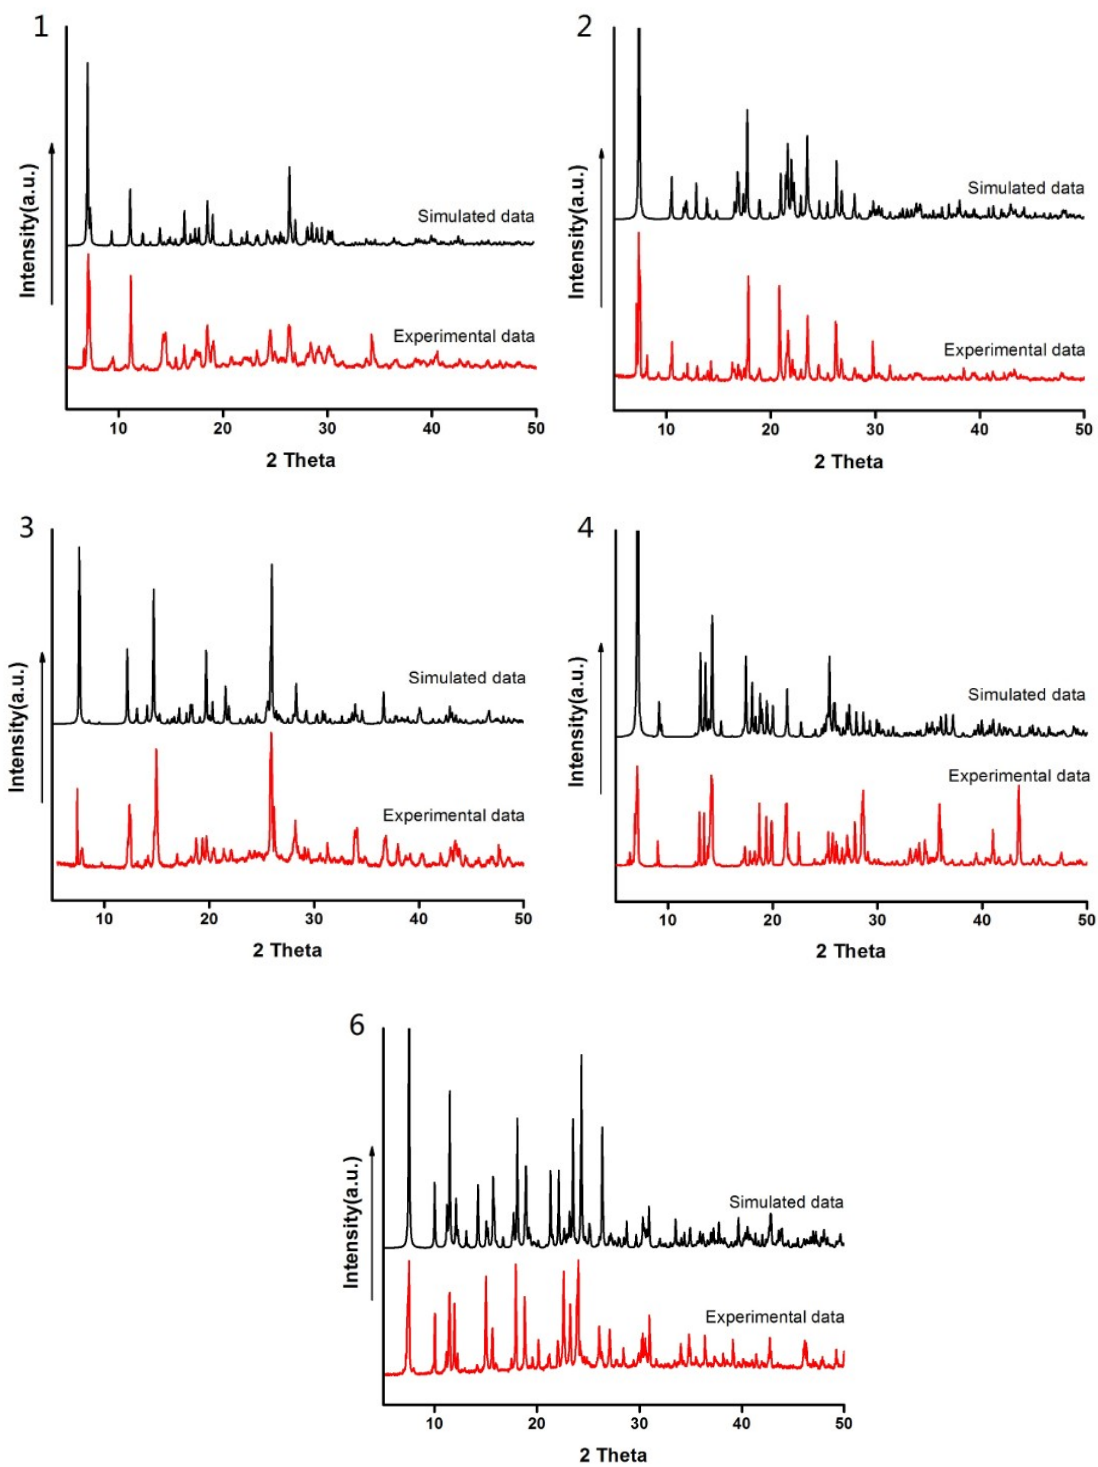 1
Intensity(a.u.)
Simulated data
Experimental data
10 20 30 40 50
2 Theta
2
Intensity(a.u.)
Simulated data
Experimental data
10 20 30 40 50
2 Theta
3
Intensity(a.u.)
Simulated data
Experimental data
10 20 30 40 50
2 Theta
4
Intensity(a.u.)
Simulated data
Experimental data
10 20 30 40 50
2 Theta
6
Intensity(a.u.)
Simulated data
Experimental data
10 20 30 40 50
2 Theta